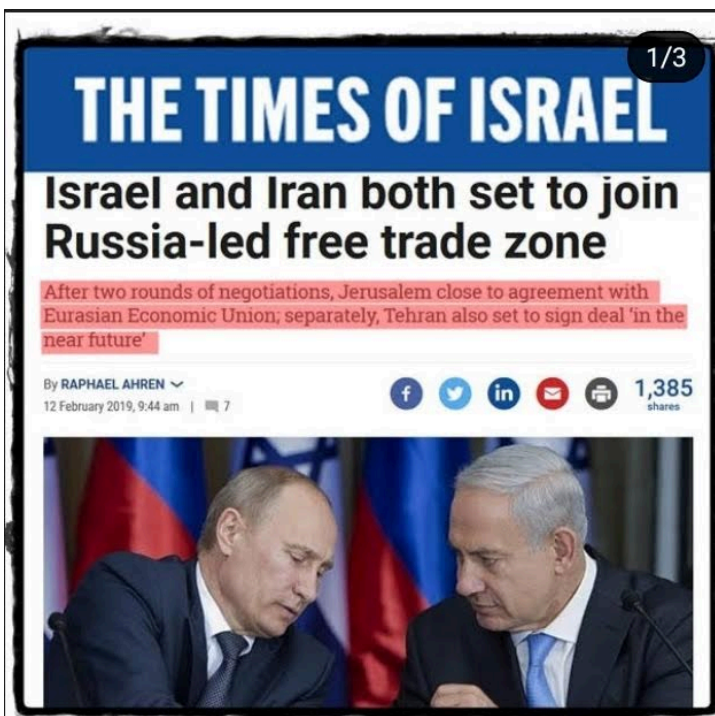 1/3
THE TIMES OF ISRAEL
Israel and Iran both set to join
Russia-led free trade zone
After two rounds of negotiations, Jerusalem close to agreement with
Eurasian Economic Union; separately, Tehran also set to sign deal 'in the
near future'
By RAPHAEL AHREN
12 February 2019, 9:44 am | 7
f in 1,385
shares